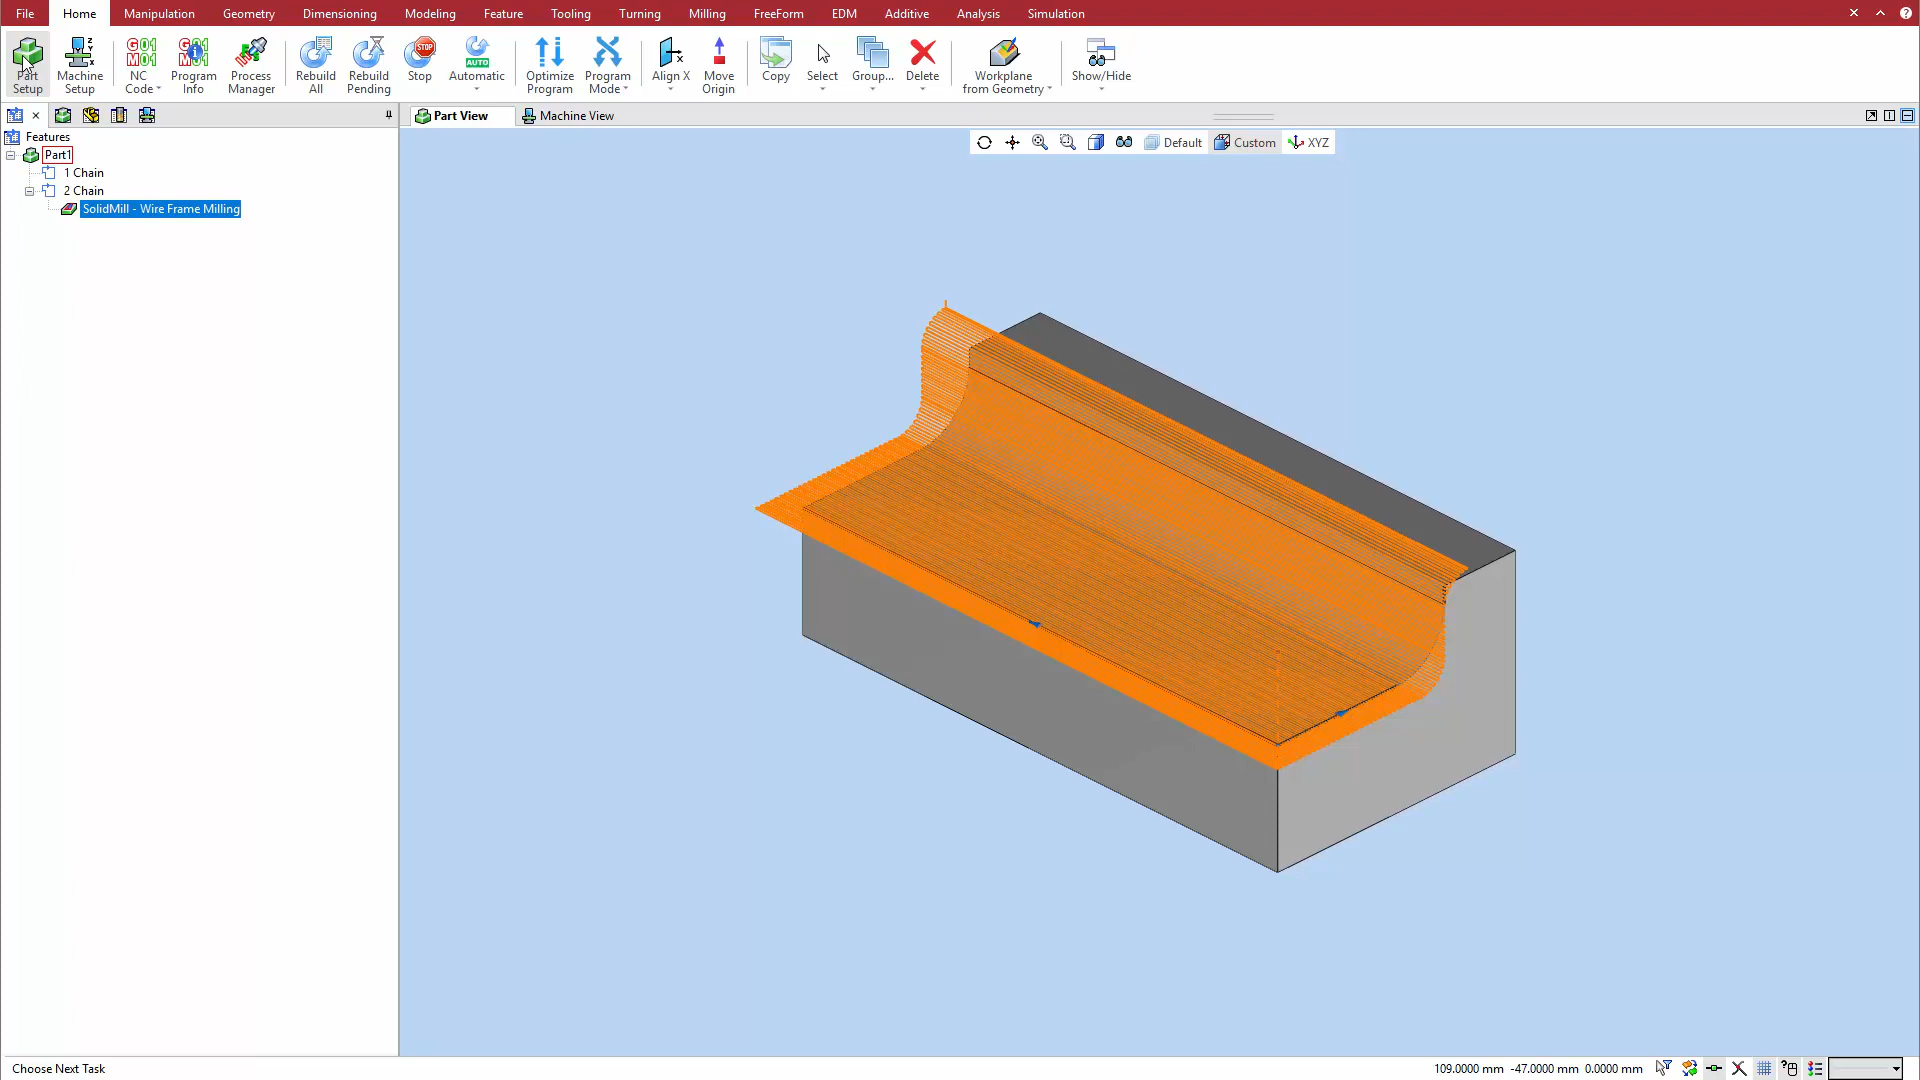 File Home Manipulation Geometry Dimensioning Modeling Feature Tooling Turning Milling FreeForm EDM Additive Analysis Simulation
Part Setup
Machine Setup
NC Code
Program Info
Process Manager
Rebuild All
Rebuild Pending
STOP
Stop
AUTO
Automatic
Optimize Program
Program Mode
Align X
Move Origin
Copy
Select
Group...
Delete
Workplane from Geometry
Show/Hide
Part View
Machine View
Features
Part1
1 Chain
2 Chain
SolidMill - Wire Frame Milling
Default
Custom
XYZ
Choose Next Task
109.0000 mm -47.0000 mm 0.0000 mm